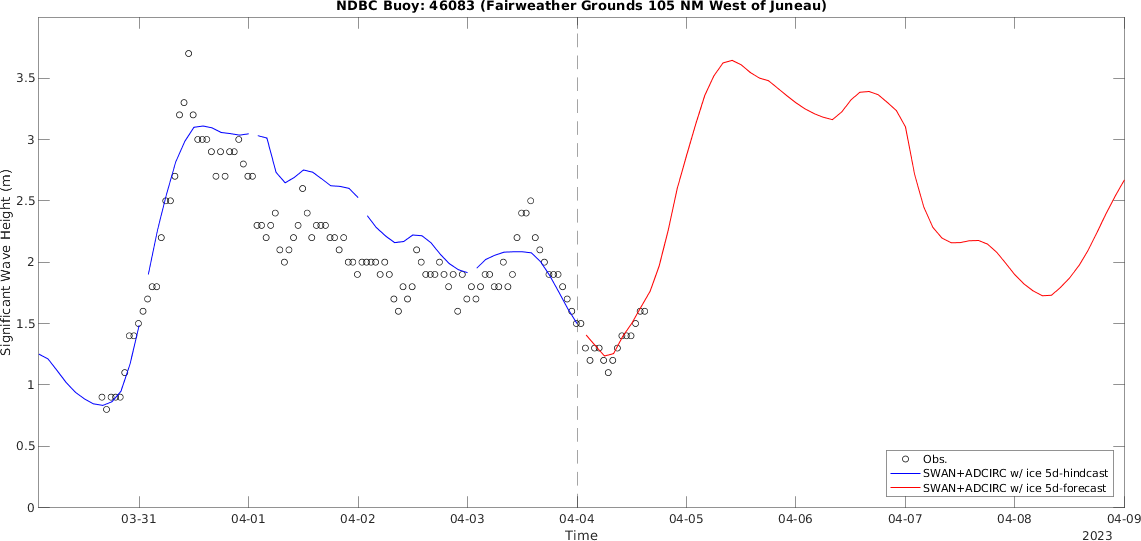 NDBC Buoy: 46083 (Fairweather Grounds 105 NM West of Juneau)
Significant Wave Height (m)
3.5
3
2.5
2
1.5
1
0.5
0
Obs.
SWAN+ADCIRC w/ ice 5d-hindcast
SWAN+ADCIRC w/ ice 5d-forecast
03-31 04-01 04-02 04-03 04-04 04-05 04-06 04-07 04-08 04-09
Time
2023